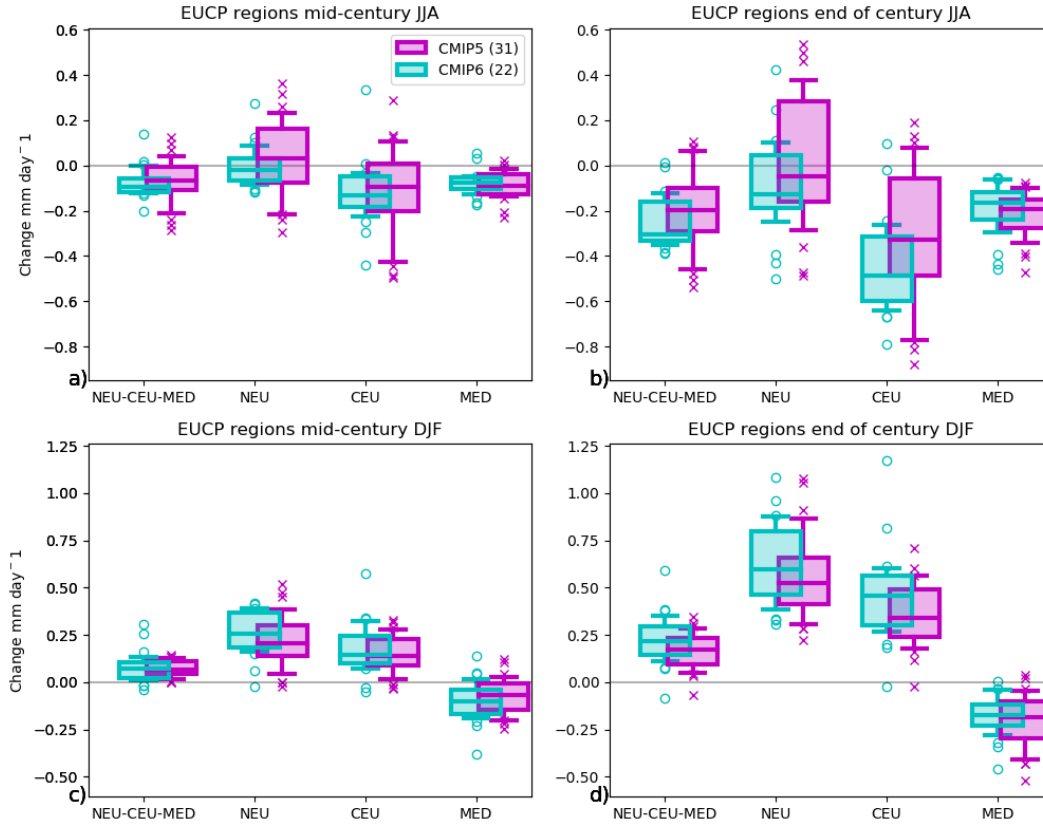 EUCP regions mid-century JJA
EUCP regions end of century JJA
Change mm day⁻ 1
0.6
0.4
0.2
0.0
−0.2
−0.4
−0.6
−0.8
CMIP5 (31)
CMIP6 (22)
a)
NEU-CEU-MED
NEU
CEU
MED
0.6
0.4
0.2
0.0
−0.2
−0.4
−0.6
−0.8
b)
NEU-CEU-MED
NEU
CEU
MED
EUCP regions mid-century DJF
EUCP regions end of century DJF
Change mm day⁻ 1
1.25
1.00
0.75
0.50
0.25
0.00
−0.25
−0.50
c)
NEU-CEU-MED
NEU
CEU
MED
1.25
1.00
0.75
0.50
0.25
0.00
−0.25
−0.50
d)
NEU-CEU-MED
NEU
CEU
MED